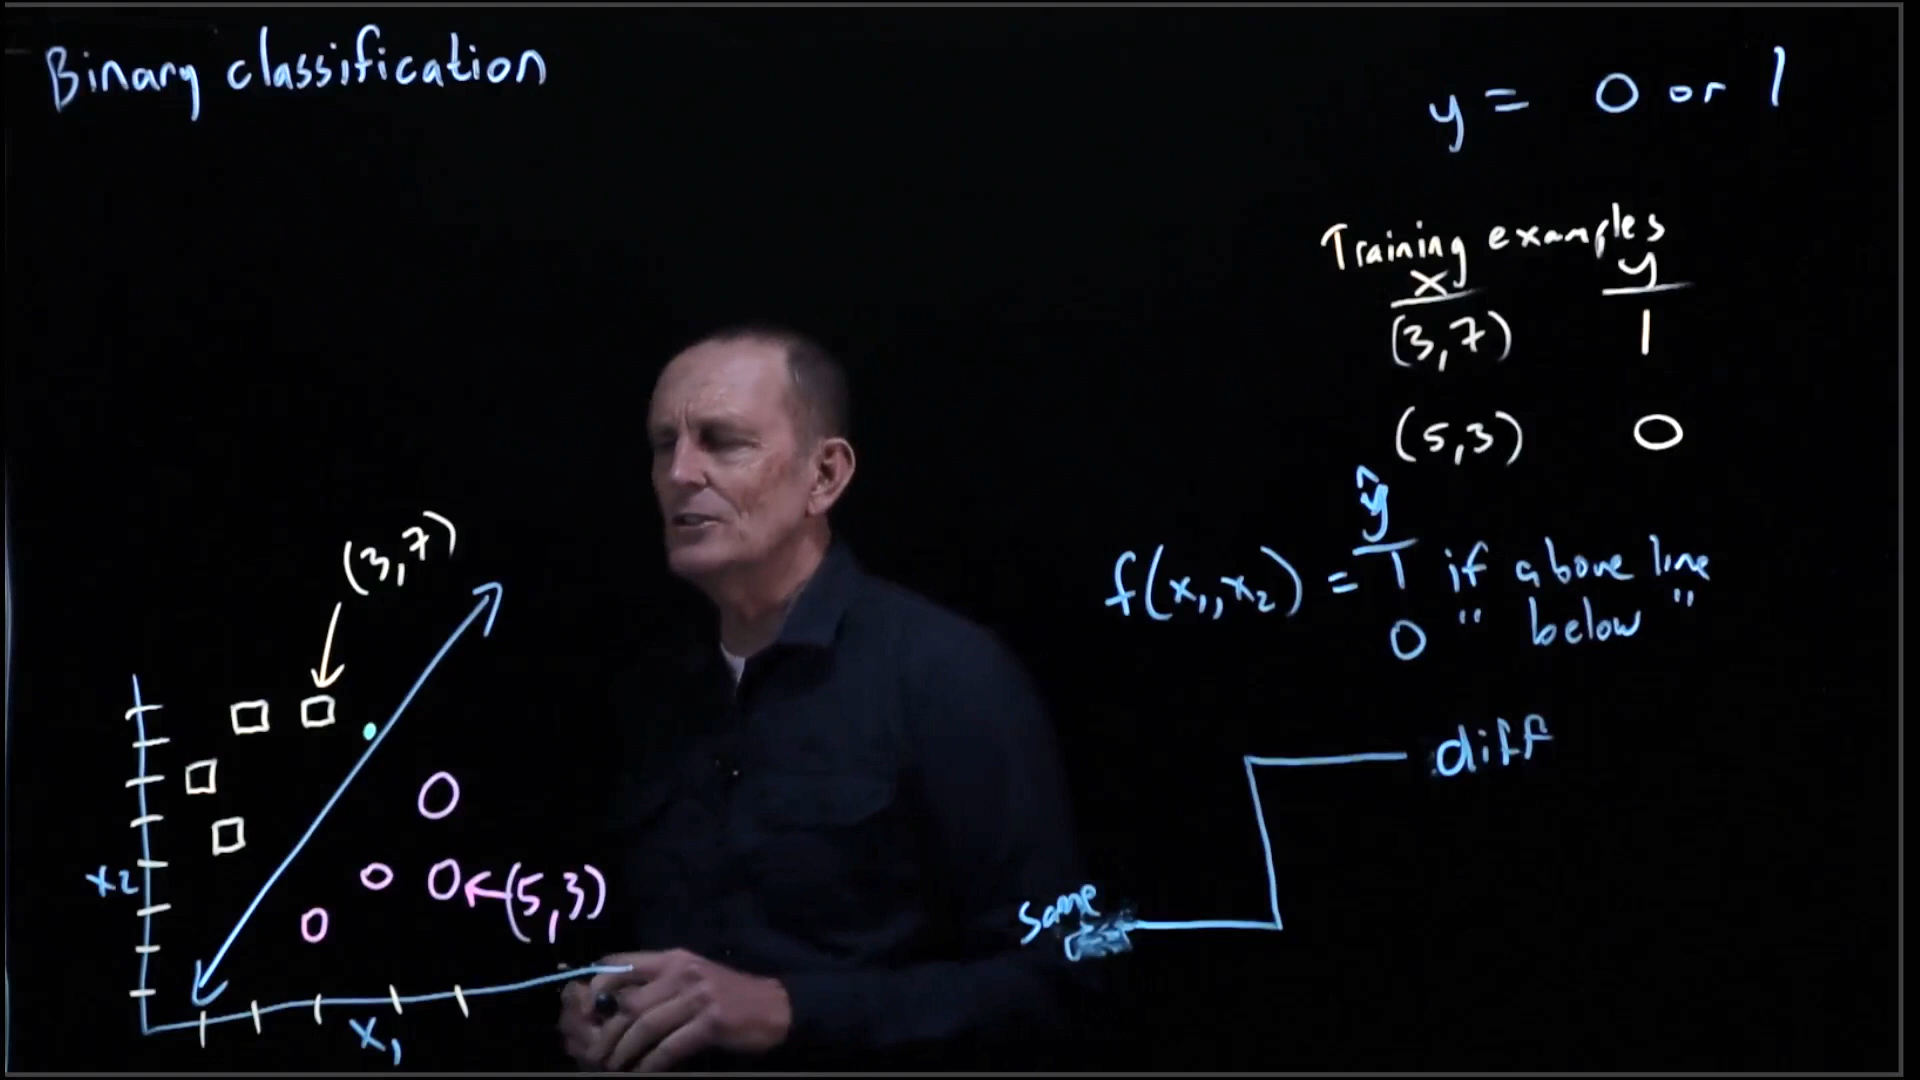 Binary classification
y = 0 or 1
Training examples
x y
(3,7) 1
(5,3) 0
ŷ
f(x₁,x₂) = 1 if above line
0 " below "
(3,7)
diff
x2
(5,3)
same
x₁